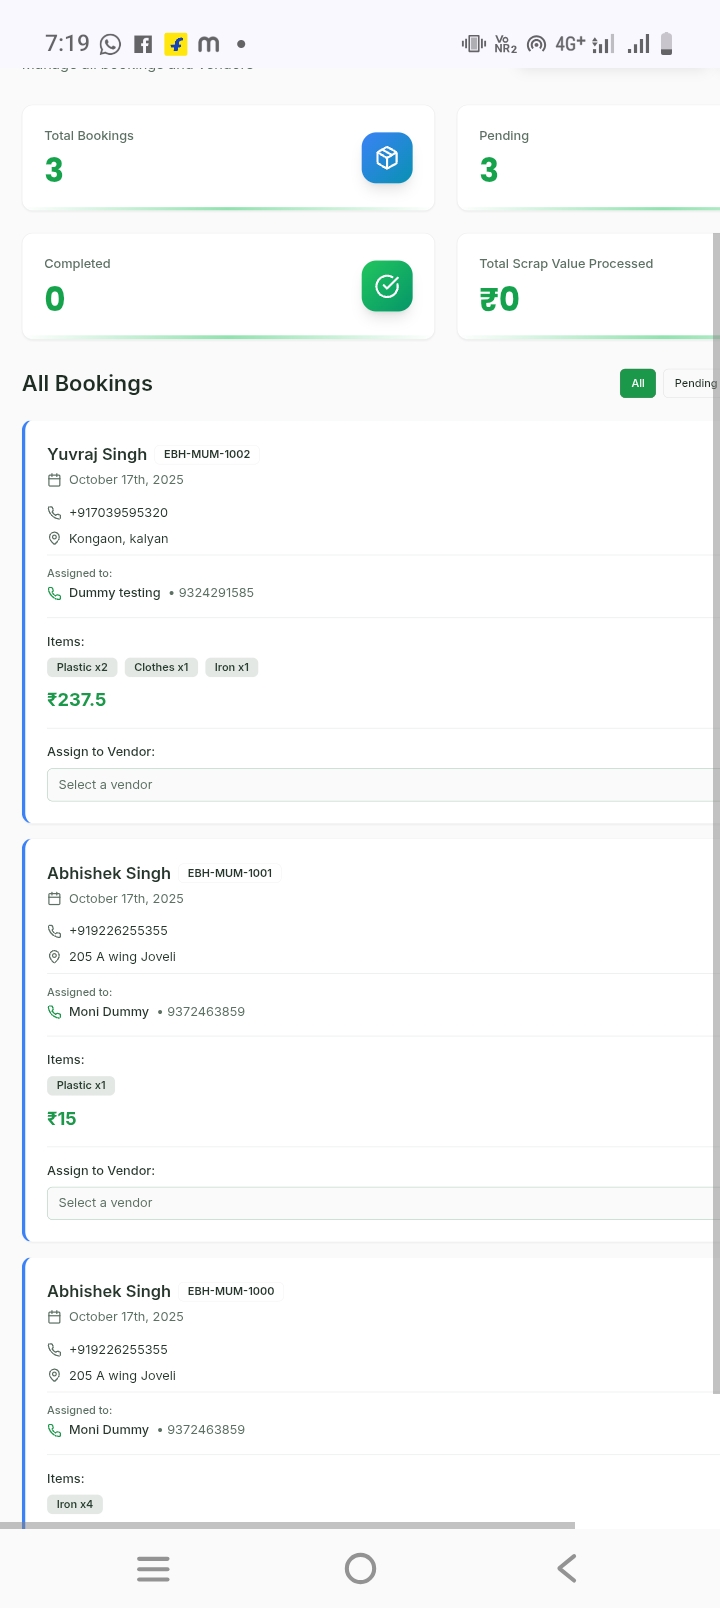 7:19
Vo
NR2
4G+
Manage all bookings and vendors
Total Bookings
3
Pending
3
Completed
0
Total Scrap Value Processed
₹0
All Bookings
All
Pending
Yuvraj Singh EBH-MUM-1002
October 17th, 2025
+917039595320
Kongaon, kalyan
Assigned to:
Dummy testing • 9324291585
Items:
Plastic x2 Clothes x1 Iron x1
₹237.5
Assign to Vendor:
Select a vendor
Abhishek Singh EBH-MUM-1001
October 17th, 2025
+919226255355
205 A wing Joveli
Assigned to:
Moni Dummy • 9372463859
Items:
Plastic x1
₹15
Assign to Vendor:
Select a vendor
Abhishek Singh EBH-MUM-1000
October 17th, 2025
+919226255355
205 A wing Joveli
Assigned to:
Moni Dummy • 9372463859
Items:
Iron x4